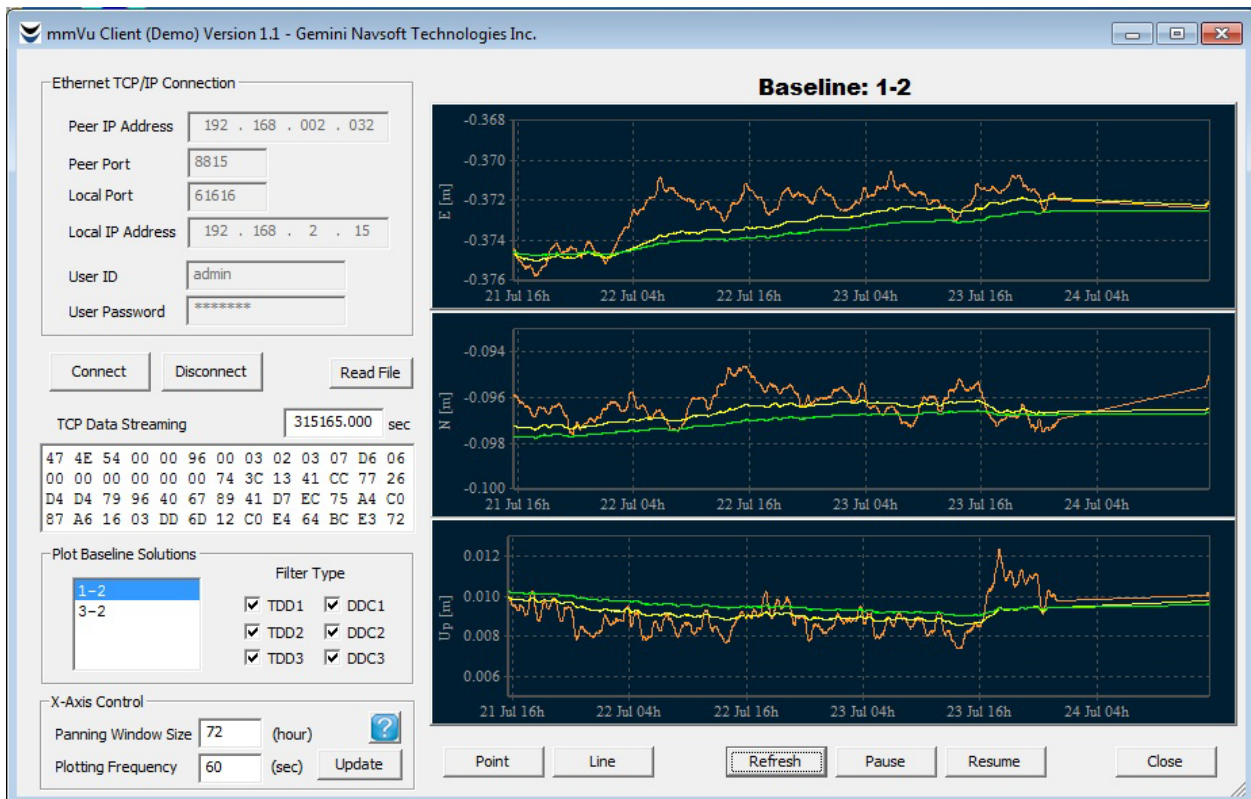 mmVu Client (Demo) Version 1.1 - Gemini Navsoft Technologies Inc.
Ethernet TCP/IP Connection
Peer IP Address 192 . 168 . 002 . 032
Peer Port 8815
Local Port 61616
Local IP Address 192 . 168 . 2 . 15
User ID admin
User Password *******
Connect Disconnect Read File
TCP Data Streaming 315165.000 sec
47 4E 54 00 00 96 00 03 02 03 07 D6 06
00 00 00 00 00 00 74 3C 13 41 CC 77 26
D4 D4 79 96 40 67 89 41 D7 EC 75 A4 C0
87 A6 16 03 DD 6D 12 C0 E4 64 BC E3 72
Plot Baseline Solutions
1-2
3-2
Filter Type
TDD1 DDC1
TDD2 DDC2
TDD3 DDC3
X-Axis Control
Panning Window Size 72 (hour)
?
Plotting Frequency 60 (sec) Update
Baseline: 1-2
E [m]
-0.368
-0.370
-0.372
-0.374
-0.376
21 Jul 16h 22 Jul 04h 22 Jul 16h 23 Jul 04h 23 Jul 16h 24 Jul 04h
N [m]
-0.094
-0.096
-0.098
-0.100
21 Jul 16h 22 Jul 04h 22 Jul 16h 23 Jul 04h 23 Jul 16h 24 Jul 04h
Up [m]
0.012
0.010
0.008
0.006
21 Jul 16h 22 Jul 04h 22 Jul 16h 23 Jul 04h 23 Jul 16h 24 Jul 04h
Point Line Refresh Pause Resume Close